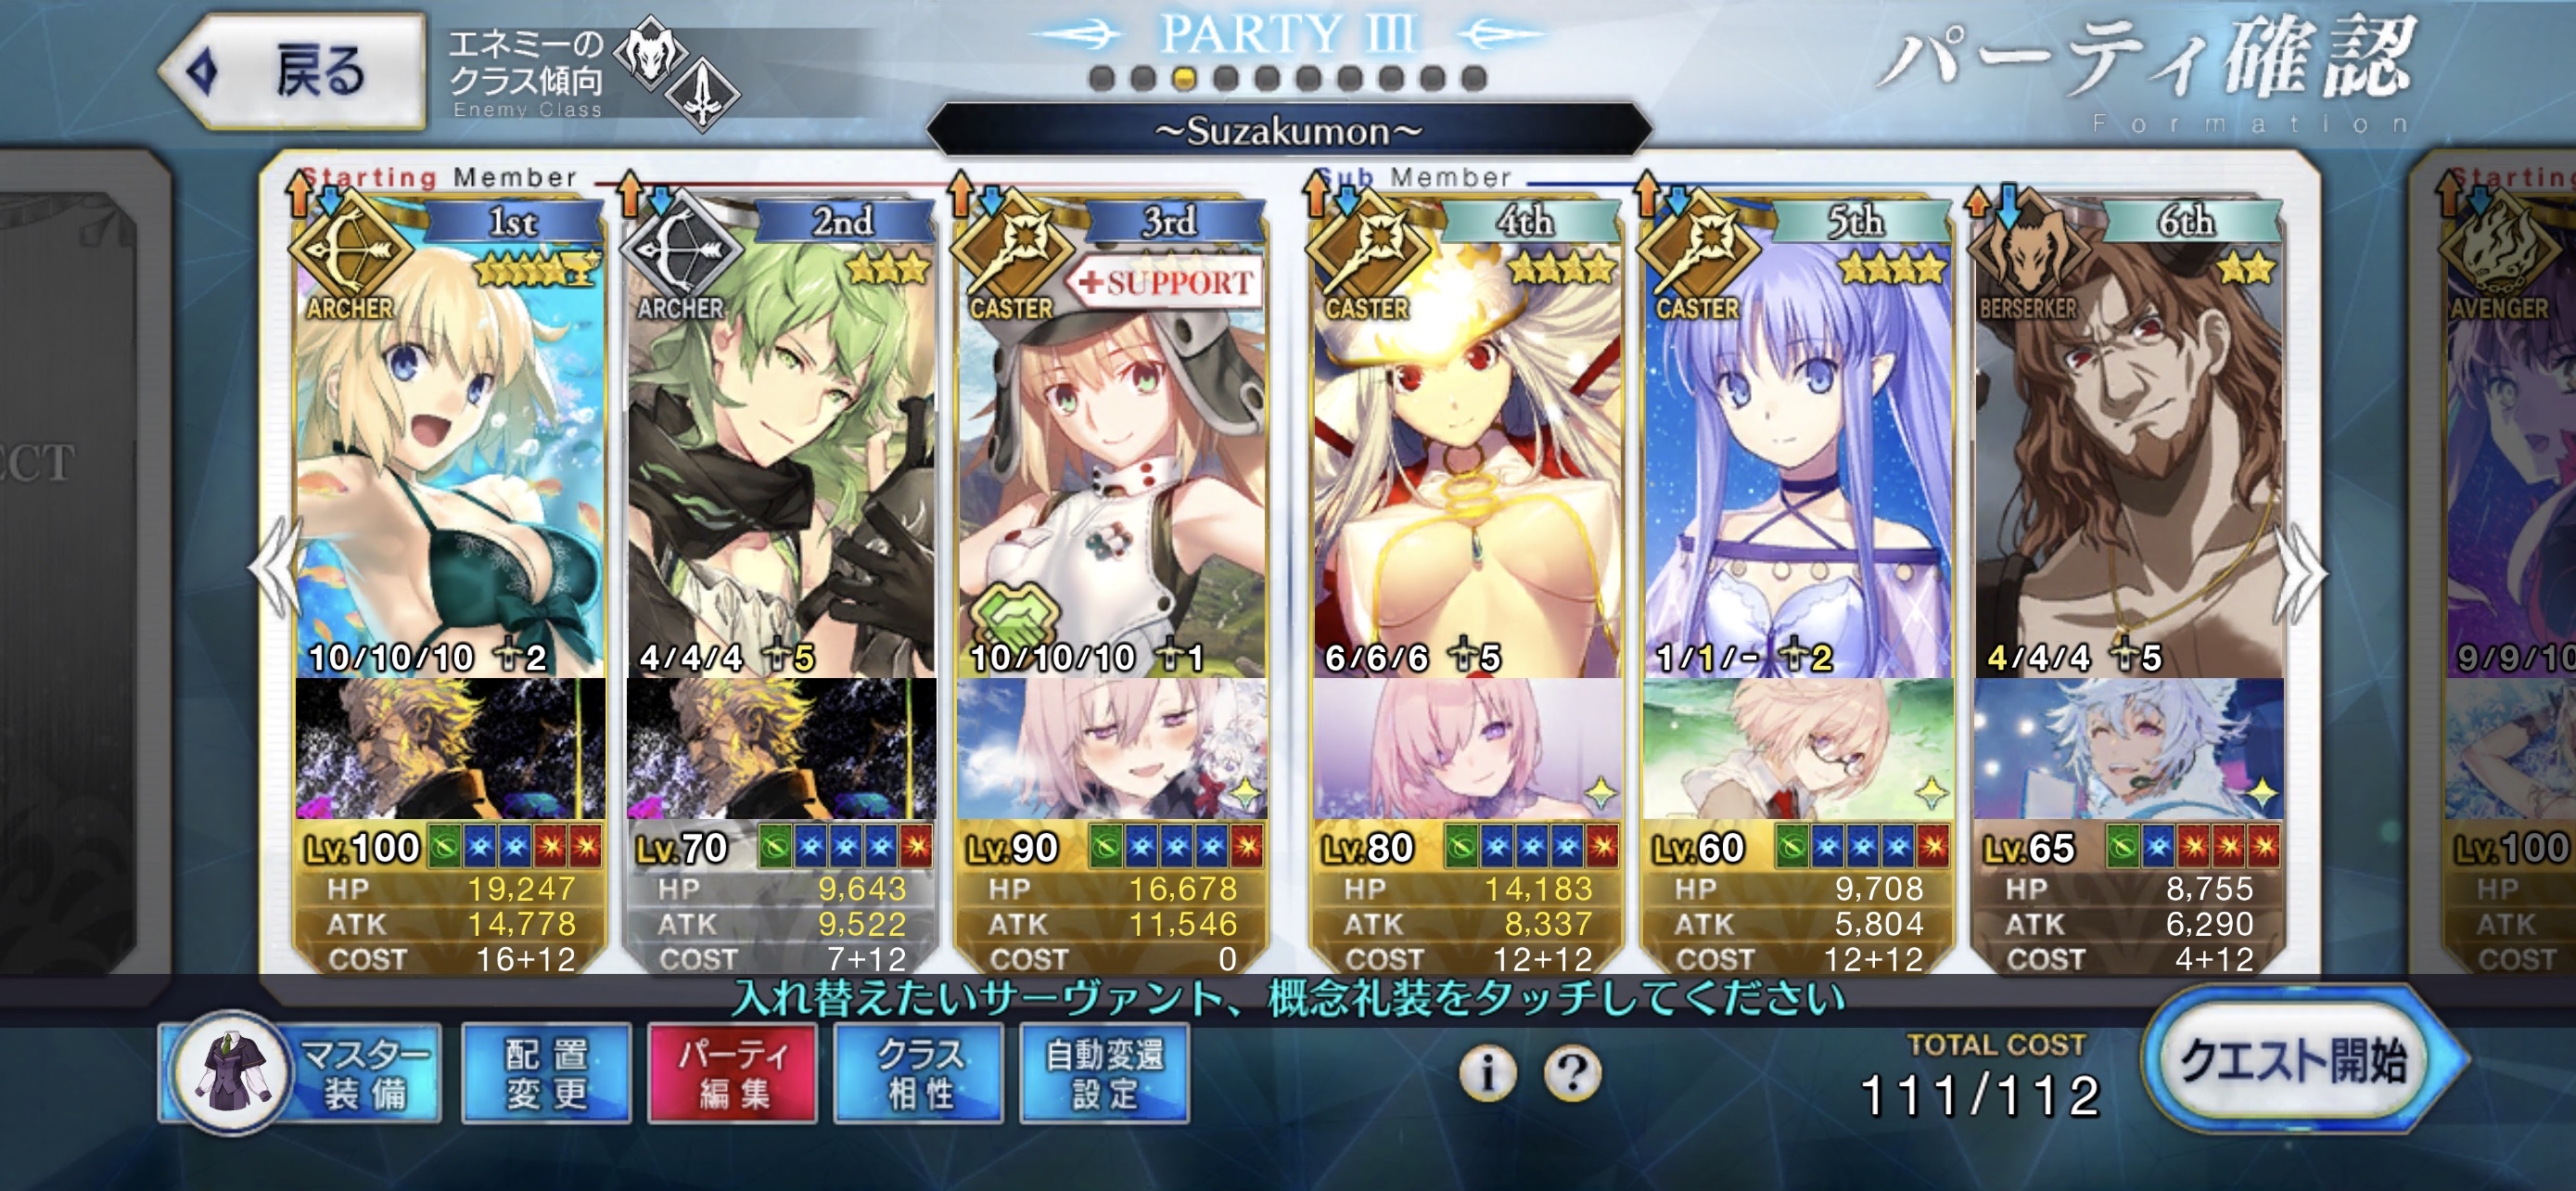 戻る
エネミーの
クラス傾向
Enemy Class
PARTY III
~Suzakumon~
パーティ確認
Formation
Starting Member
Sub Member
Starting
ECT
1st
ARCHER
10/10/10 2
Lv.100
HP 19,247
ATK 14,778
COST 16+12
2nd
ARCHER
4/4/4 5
Lv.70
HP 9,643
ATK 9,522
COST 7+12
3rd
CASTER
+SUPPORT
10/10/10 1
Lv.90
HP 16,678
ATK 11,546
COST 0
4th
CASTER
6/6/6 5
Lv.80
HP 14,183
ATK 8,337
COST 12+12
5th
CASTER
1/1/- 2
Lv.60
HP 9,708
ATK 5,804
COST 12+12
6th
BERSERKER
4/4/4 5
Lv.65
HP 8,755
ATK 6,290
COST 4+12
AVENGER
9/9/10
Lv.100
HP
ATK
COST
入れ替えたいサーヴァント、概念礼装をタッチしてください
マスター
装備
配置
変更
パーティ
編集
クラス
相性
自動変還
設定
i
?
TOTAL COST
111/112
クエスト開始